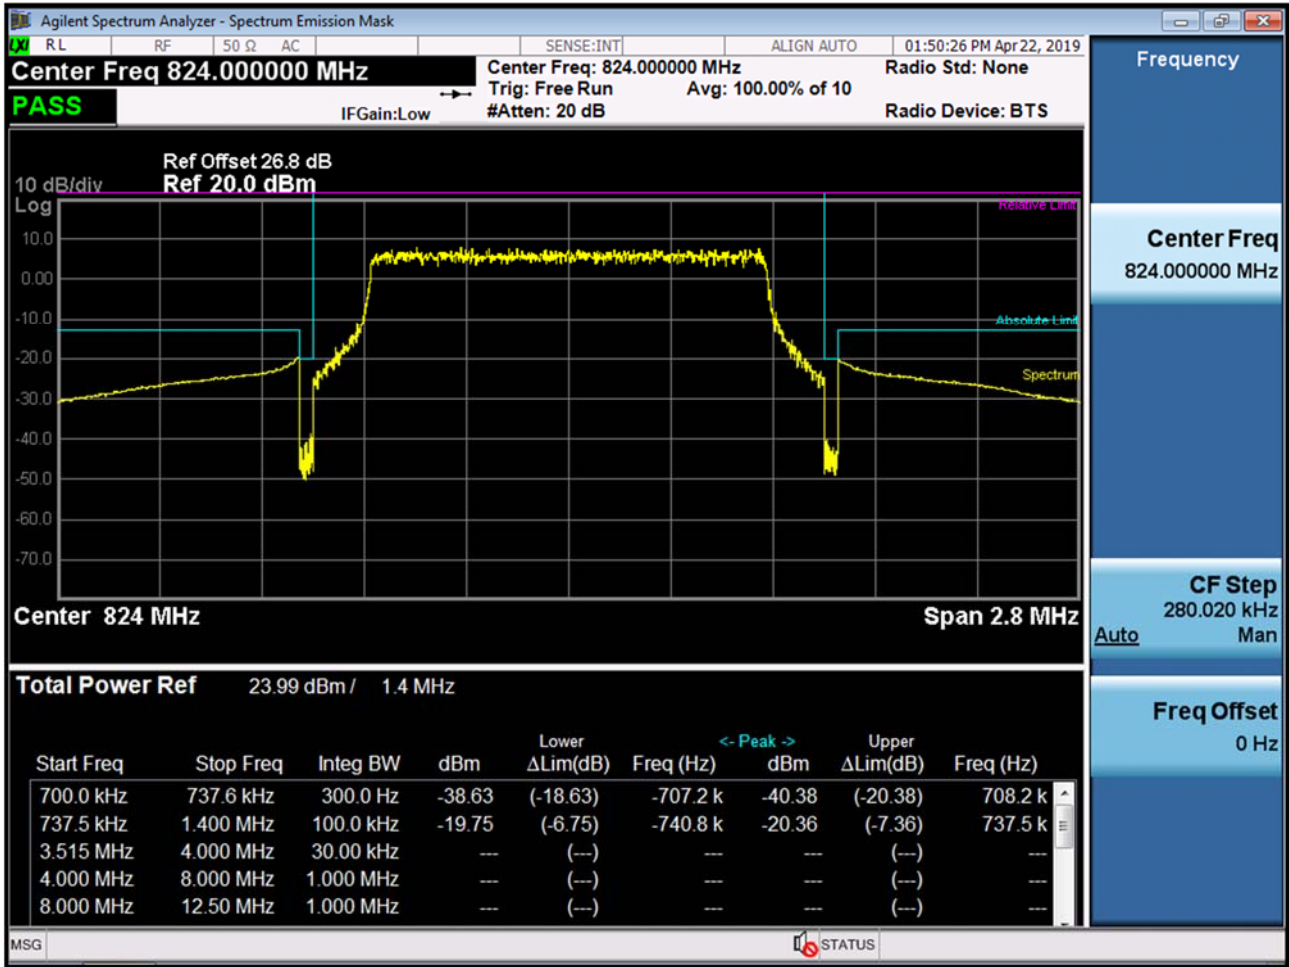 Agilent Spectrum Analyzer - Spectrum Emission Mask
LXI RL RF 50 Ω AC SENSE:INT ALIGN AUTO 01:50:26 PM Apr 22, 2019
Center Freq 824.000000 MHz
Center Freq: 824.000000 MHz Radio Std: None
Trig: Free Run Avg: 100.00% of 10
PASS
IFGain:Low #Atten: 20 dB Radio Device: BTS
Ref Offset 26.8 dB
10 dB/div Ref 20.0 dBm
Log
Relative Limit
10.0
0.00
-10.0
Absolute Limit
-20.0
Spectrum
-30.0
-40.0
-50.0
-60.0
-70.0
Center 824 MHz Span 2.8 MHz
Total Power Ref 23.99 dBm / 1.4 MHz
Lower <- Peak -> Upper
Start Freq Stop Freq Integ BW dBm ΔLim(dB) Freq (Hz) dBm ΔLim(dB) Freq (Hz)
700.0 kHz 737.6 kHz 300.0 Hz -38.63 (-18.63) -707.2 k -40.38 (-20.38) 708.2 k
737.5 kHz 1.400 MHz 100.0 kHz -19.75 (-6.75) -740.8 k -20.36 (-7.36) 737.5 k
3.515 MHz 4.000 MHz 30.00 kHz --- (---) --- --- (---) ---
4.000 MHz 8.000 MHz 1.000 MHz --- (---) --- --- (---) ---
8.000 MHz 12.50 MHz 1.000 MHz --- (---) --- --- (---) ---
MSG STATUS
Frequency
Center Freq
824.000000 MHz
CF Step
280.020 kHz
Auto Man
Freq Offset
0 Hz